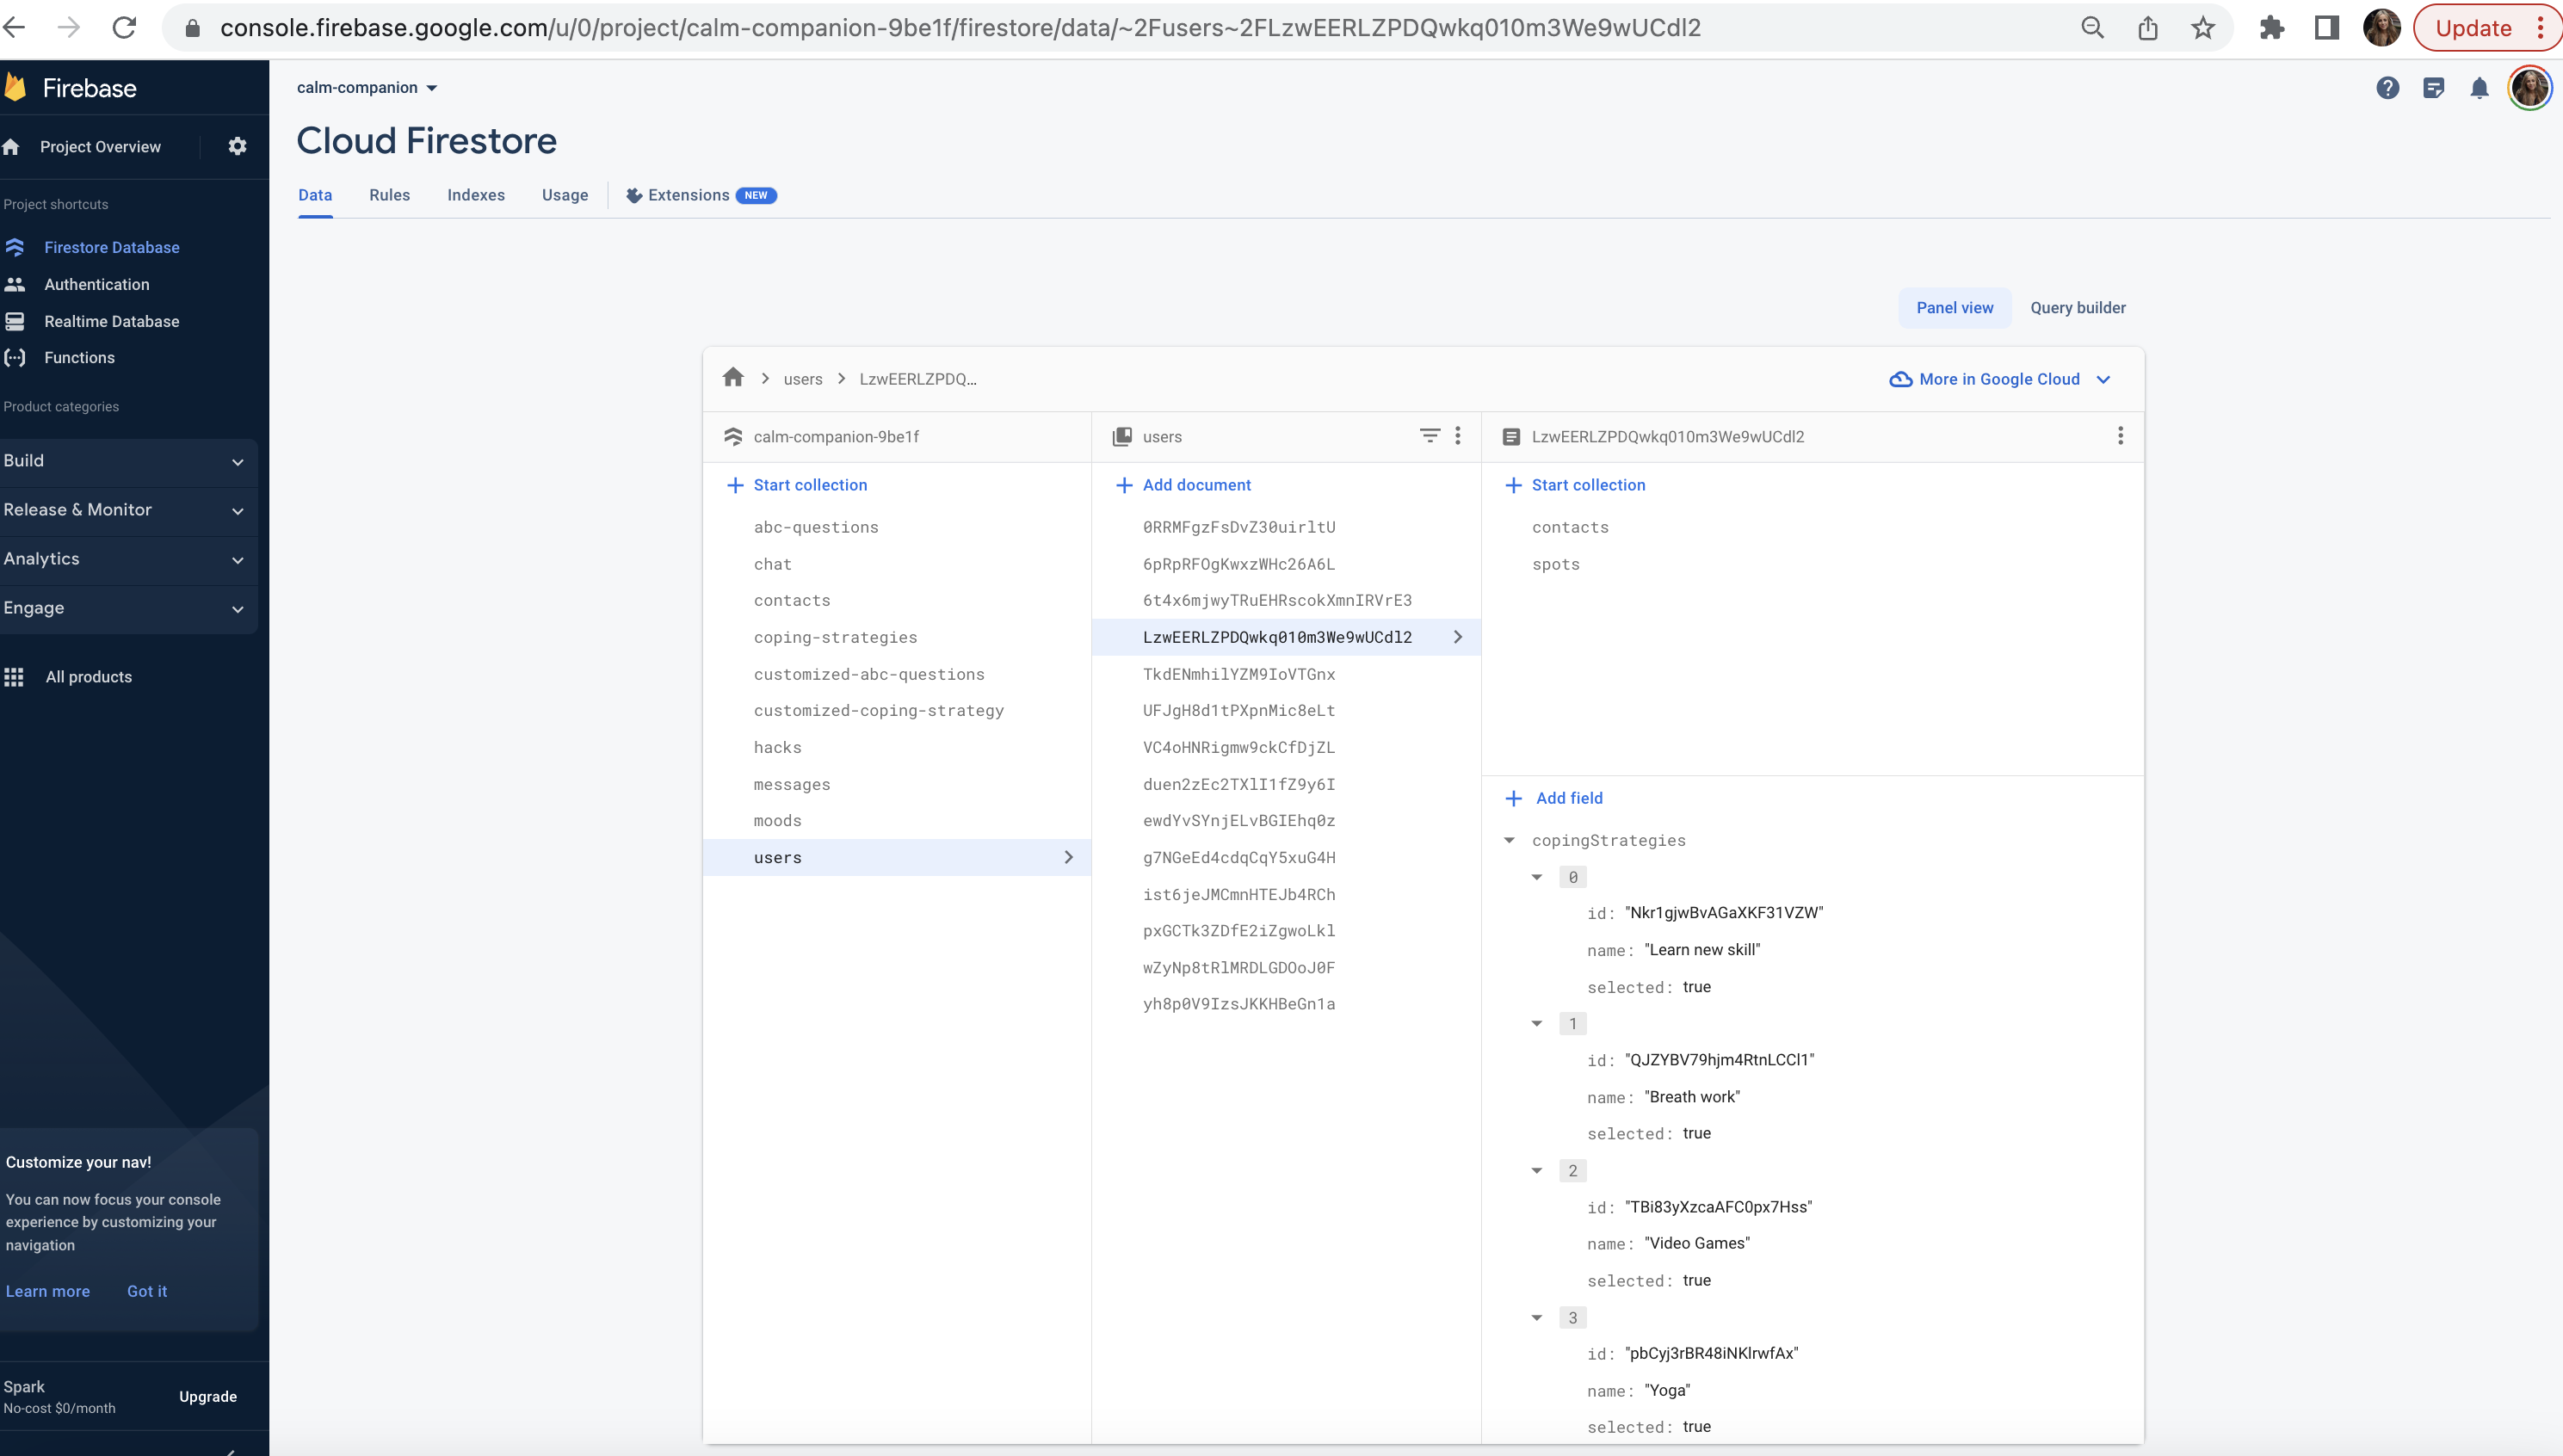 console.firebase.google.com/u/0/project/calm-companion-9be1f/firestore/data/~2Fusers~2FLzwEERLZPDQwkq010m3We9wUCdl2
Update
Firebase
calm-companion
Project Overview
Cloud Firestore
Data Rules Indexes Usage Extensions NEW
Project shortcuts
Firestore Database
Authentication
Realtime Database
Functions
Product categories
Build
Release & Monitor
Analytics
Engage
All products
Customize your nav!
You can now focus your console
experience by customizing your
navigation
Learn more Got it
Spark
No-cost $0/month
Upgrade
Panel view Query builder
users LzwEERLZPDQ...
More in Google Cloud
calm-companion-9be1f
Start collection
abc-questions
chat
contacts
coping-strategies
customized-abc-questions
customized-coping-strategy
hacks
messages
moods
users
users
Add document
0RRMFgzFsDvZ30uirltU
6pRpRFOgKwxzWHc26A6L
6t4x6mjwyTRuEHRscokXmnIRVrE3
LzwEERLZPDQwkq010m3We9wUCdl2
TkdENmhilYZM9IoVTGnx
UFJgH8d1tPXpnMic8eLt
VC4oHNRigmw9ckCfDjZL
duen2zEc2TXlI1fZ9y6I
ewdYvSYnjELvBGIEhq0z
g7NGeEd4cdqCqY5xuG4H
ist6jeJMCmnHTEJb4RCh
pxGCTk3ZDfE2iZgwoLkl
wZyNp8tRlMRDLGDOoJ0F
yh8p0V9IzsJKKHBeGn1a
LzwEERLZPDQwkq010m3We9wUCdl2
Start collection
contacts
spots
Add field
copingStrategies
0
id: "Nkr1gjwBvAGaXKF31VZW"
name: "Learn new skill"
selected: true
1
id: "QJZYBV79hjm4RtnLCCl1"
name: "Breath work"
selected: true
2
id: "TBi83yXzcaAFC0px7Hss"
name: "Video Games"
selected: true
3
id: "pbCyj3rBR48iNKlrwfAx"
name: "Yoga"
selected: true